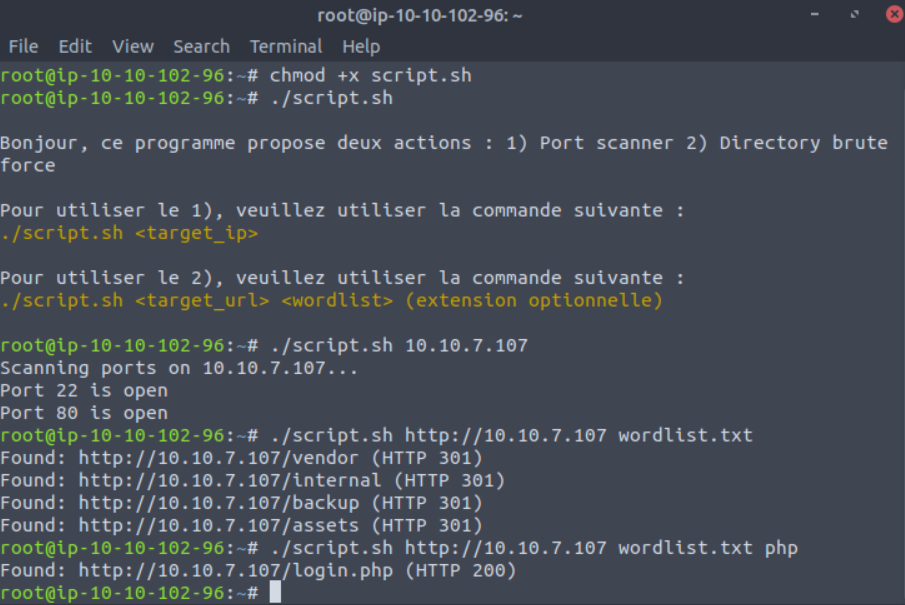 root@ip-10-10-102-96: ~
File Edit View Search Terminal Help
root@ip-10-10-102-96:~# chmod +x script.sh
root@ip-10-10-102-96:~# ./script.sh
Bonjour, ce programme propose deux actions : 1) Port scanner 2) Directory brute
force
Pour utiliser le 1), veuillez utiliser la commande suivante :
./script.sh <target_ip>
Pour utiliser le 2), veuillez utiliser la commande suivante :
./script.sh <target_url> <wordlist> (extension optionnelle)
root@ip-10-10-102-96:~# ./script.sh 10.10.7.107
Scanning ports on 10.10.7.107...
Port 22 is open
Port 80 is open
root@ip-10-10-102-96:~# ./script.sh http://10.10.7.107 wordlist.txt
Found: http://10.10.7.107/vendor (HTTP 301)
Found: http://10.10.7.107/internal (HTTP 301)
Found: http://10.10.7.107/backup (HTTP 301)
Found: http://10.10.7.107/assets (HTTP 301)
root@ip-10-10-102-96:~# ./script.sh http://10.10.7.107 wordlist.txt php
Found: http://10.10.7.107/login.php (HTTP 200)
root@ip-10-10-102-96:~#